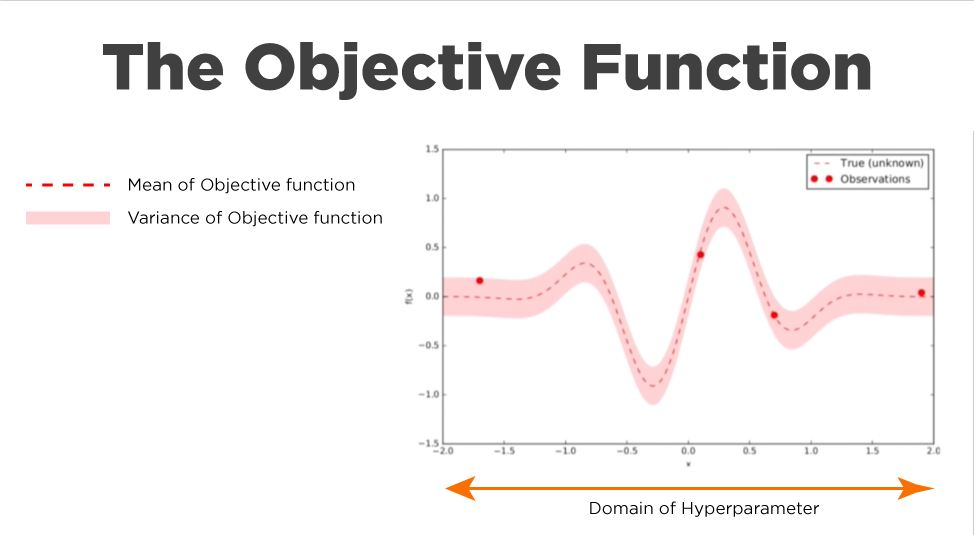 The Objective Function
Mean of Objective function
Variance of Objective function
1.5
1.0
0.5
0.0
−0.5
−1.0
−1.5
f(x)
True (unknown)
Observations
−2.0 −1.5 −1.0 −0.5 0.0 0.5 1.0 1.5 2.0
x
Domain of Hyperparameter